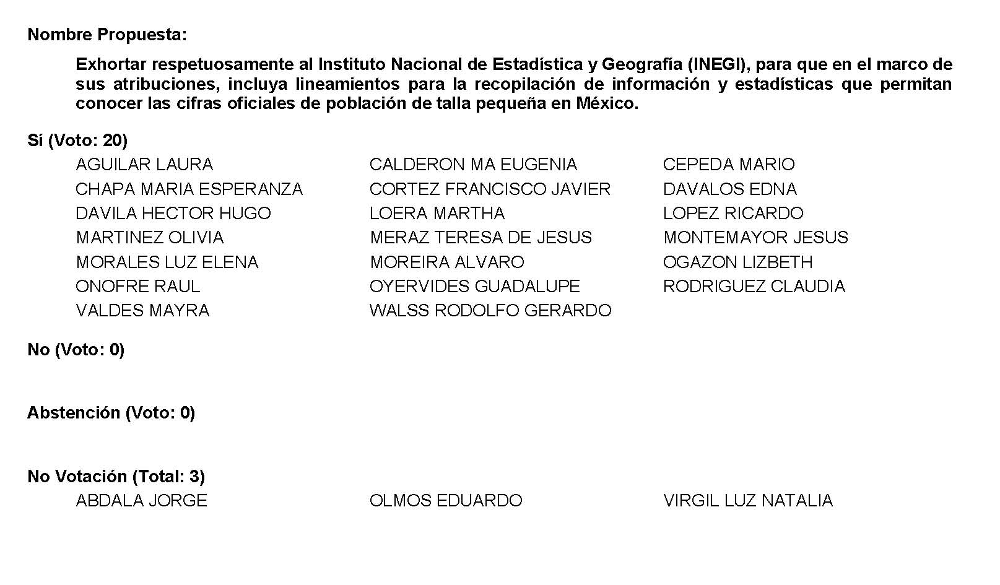 Nombre Propuesta:
Exhortar respetuosamente al Instituto Nacional de Estadística y Geografía (INEGI), para que en el marco de
sus atribuciones, incluya lineamientos para la recopilación de información y estadísticas que permitan
conocer las cifras oficiales de población de talla pequeña en México.
Sí (Voto: 20)
AGUILAR LAURA CALDERON MA EUGENIA CEPEDA MARIO
CHAPA MARIA ESPERANZA CORTEZ FRANCISCO JAVIER DAVALOS EDNA
DAVILA HECTOR HUGO LOERA MARTHA LOPEZ RICARDO
MARTINEZ OLIVIA MERAZ TERESA DE JESUS MONTEMAYOR JESUS
MORALES LUZ ELENA MOREIRA ALVARO OGAZON LIZBETH
ONOFRE RAUL OYERVIDES GUADALUPE RODRIGUEZ CLAUDIA
VALDES MAYRA WALSS RODOLFO GERARDO
No (Voto: 0)
Abstención (Voto: 0)
No Votación (Total: 3)
ABDALA JORGE OLMOS EDUARDO VIRGIL LUZ NATALIA